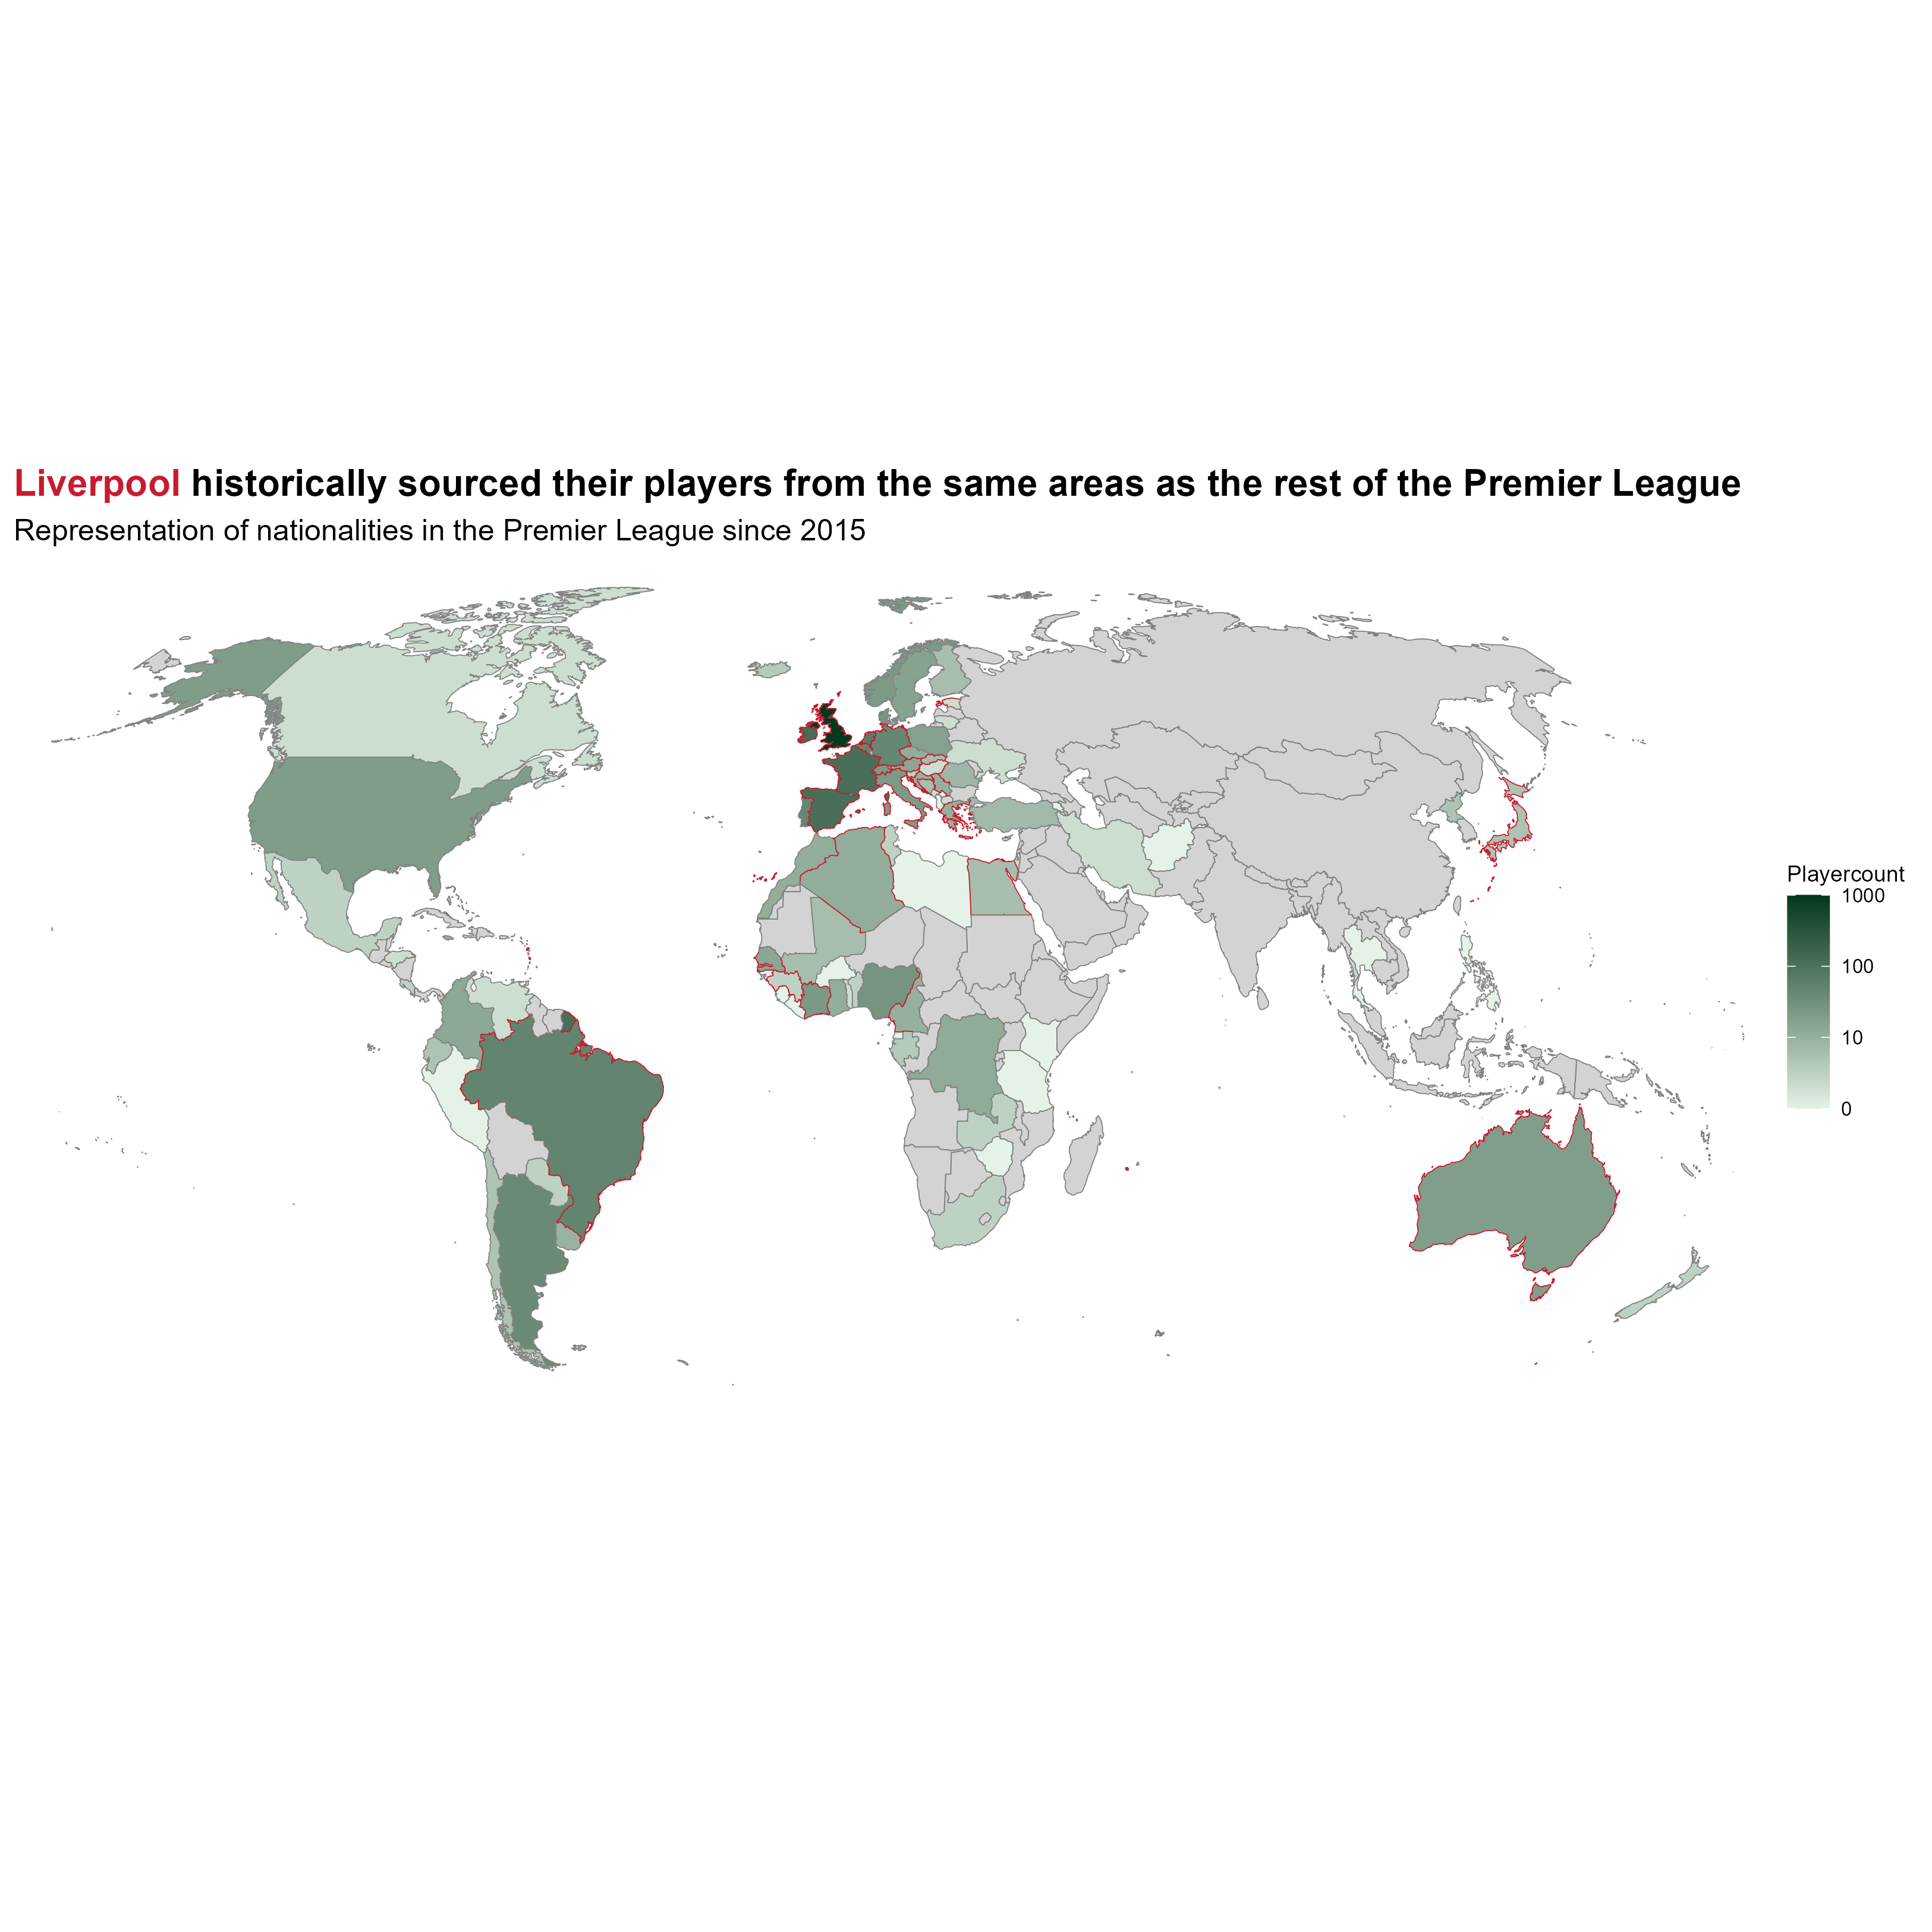 Liverpool historically sourced their players from the same areas as the rest of the Premier League
Representation of nationalities in the Premier League since 2015
Playercount
1000
100
10
0